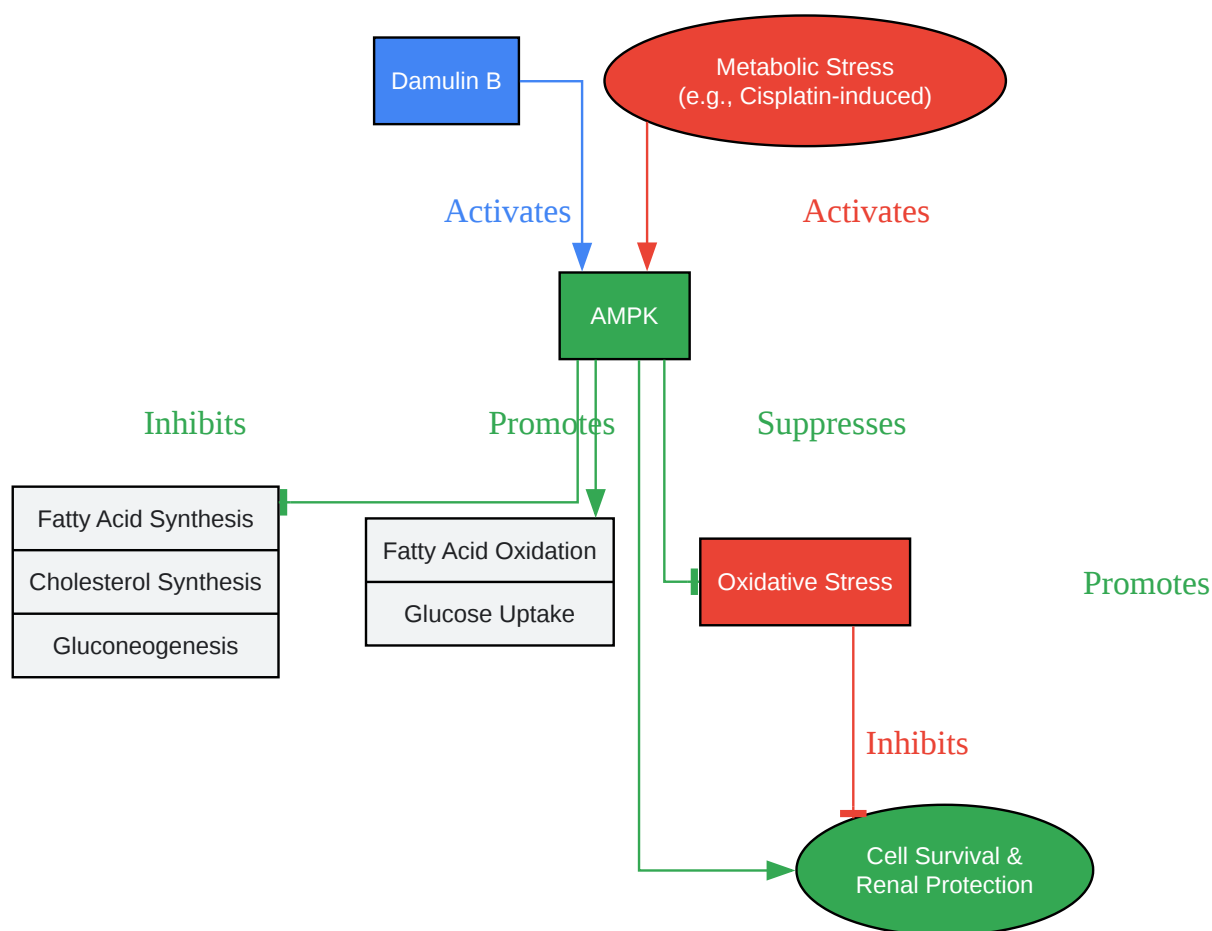 Damulin B
Metabolic Stress
(e.g., Cisplatin-induced)
Activates
Activates
AMPK
Inhibits
Promotes
Suppresses
Fatty Acid Synthesis
Cholesterol Synthesis
Gluconeogenesis
Fatty Acid Oxidation
Glucose Uptake
Oxidative Stress
Promotes
Inhibits
Cell Survival &
Renal Protection